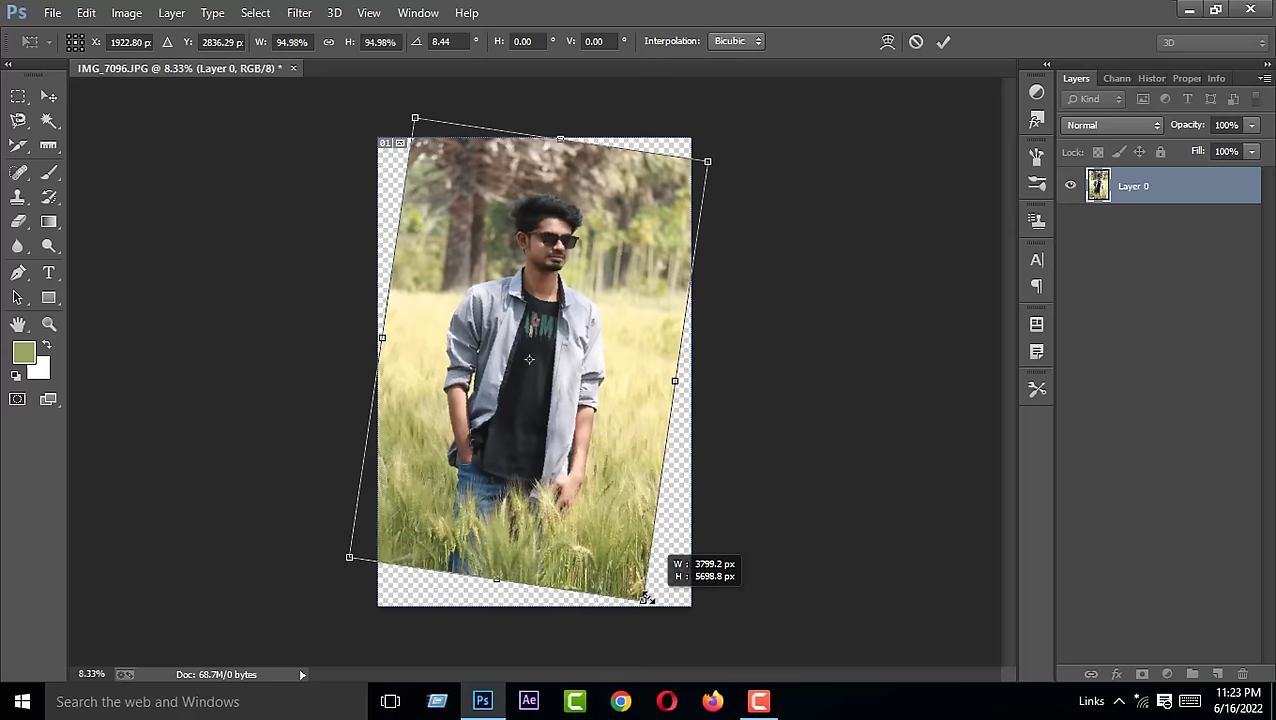 Ps File Edit Image Layer Type Select Filter 3D View Window Help
X: 1922.80 px Y: 2836.29 px W: 94.98% H: 94.98% 8.44 ° H: 0.00 ° V: 0.00 ° Interpolation: Bicubic 3D
IMG_7096.JPG @ 8.33% (Layer 0, RGB/8) * ×
Layers Chann Histor Proper Info
Kind
Normal Opacity: 100%
Lock: Fill: 100%
Layer 0
01
W : 3799.2 px
H : 5698.8 px
8.33% Doc: 68.7M/0 bytes
Search the web and Windows Ps Ae Links 11:23 PM
6/16/2022